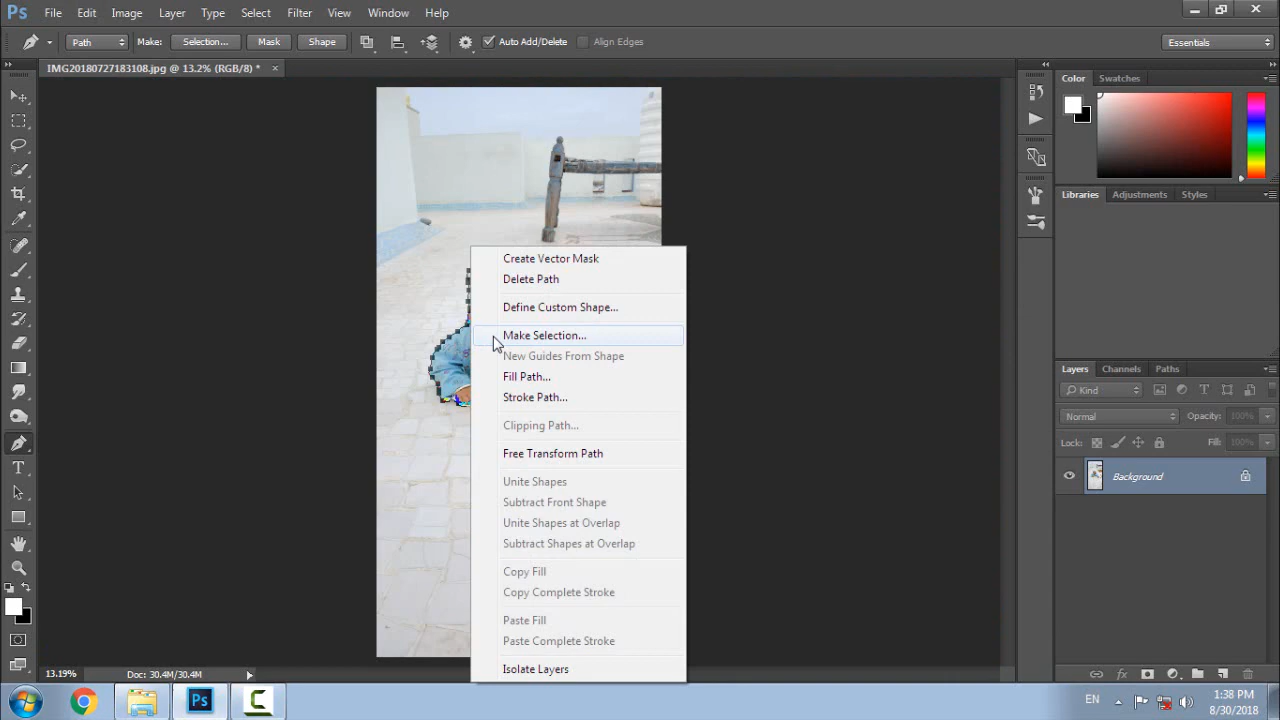 Ps File Edit Image Layer Type Select Filter View Window Help
Path Make: Selection... Mask Shape Auto Add/Delete Align Edges Essentials
IMG20180727183108.jpg @ 13.2% (RGB/8) * ×
Color Swatches
Libraries Adjustments Styles
Create Vector Mask
Delete Path
Define Custom Shape...
Make Selection...
New Guides From Shape
Fill Path...
Stroke Path...
Clipping Path...
Free Transform Path
Unite Shapes
Subtract Front Shape
Unite Shapes at Overlap
Subtract Shapes at Overlap
Copy Fill
Copy Complete Stroke
Paste Fill
Paste Complete Stroke
Isolate Layers
Layers Channels Paths
Kind
Normal Opacity: 100%
Lock: Fill: 100%
Background
13.19% Doc: 30.4M/30.4M
Ps
EN
1:38 PM
8/30/2018